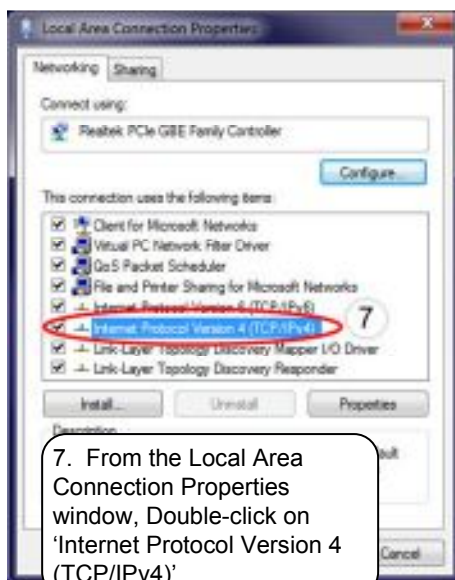 Local Area Connection Properties
Networking
Sharing
Connect using:
Realtek PCIe GBE Family Controller
Configure...
This connection uses the following items:
Client for Microsoft Networks
Virtual PC Network Filter Driver
QoS Packet Scheduler
File and Printer Sharing for Microsoft Networks
Internet Protocol Version 6 (TCP/IPv6)
Internet Protocol Version 4 (TCP/IPv4)
7
Link-Layer Topology Discovery Mapper I/O Driver
Link-Layer Topology Discovery Responder
Install...
Uninstall
Properties
Description
7. From the Local Area
Connection Properties
window, Double-click on
‘Internet Protocol Version 4
(TCP/IPv4)’
Cancel